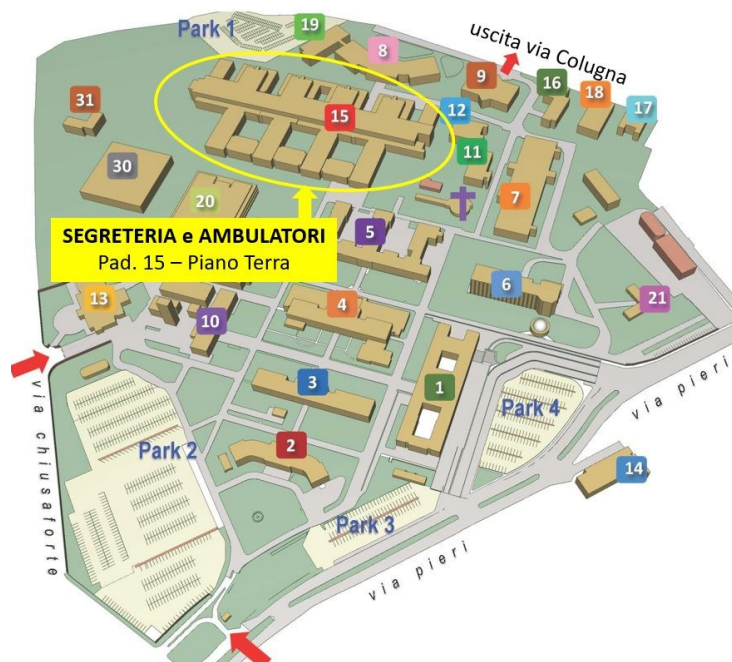 19
Park 1
8
uscita via Colugna
9
31
16
18
17
15
12
11
30
20
7
5
SEGRETERIA e AMBULATORI
Pad. 15 – Piano Terra
13
10
4
6
21
3
1
Park 4
via pieri
via chiusaforte
Park 2
2
14
Park 3
via pieri